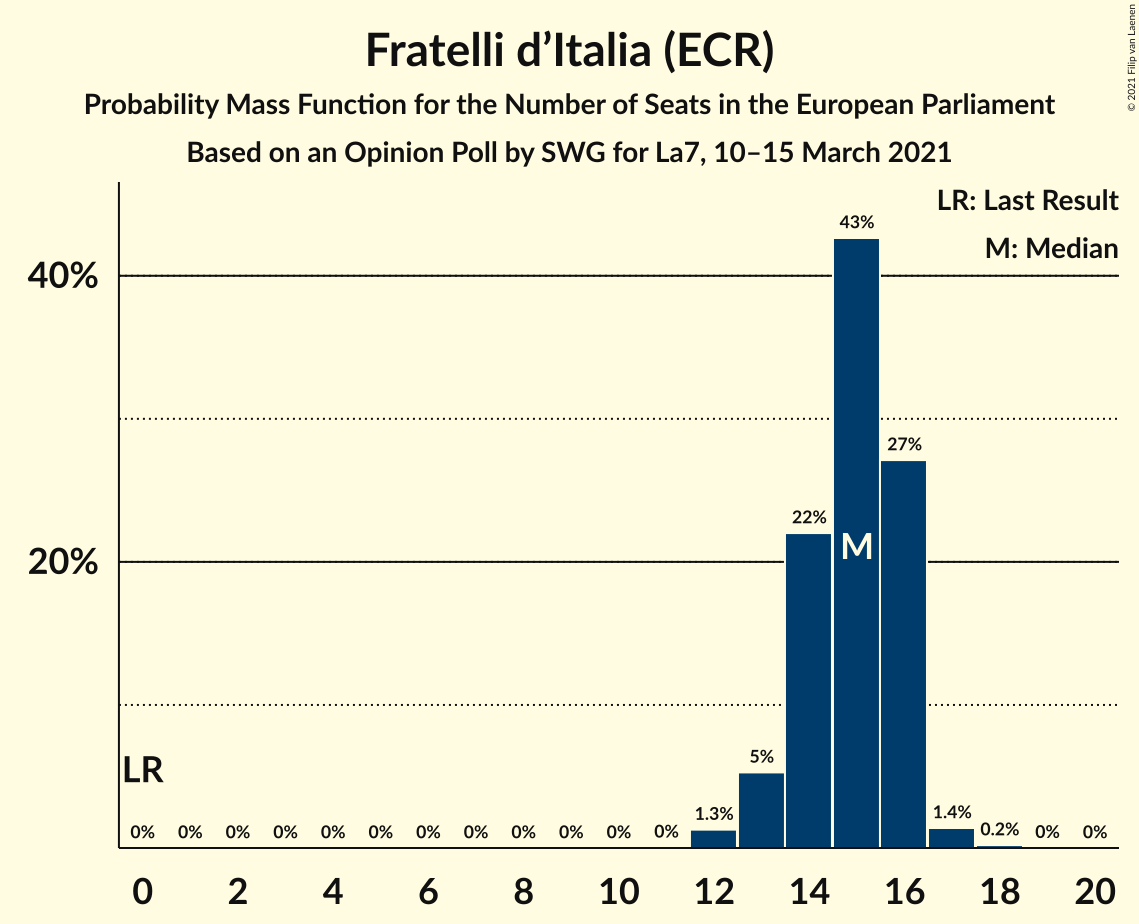 Fratelli d’Italia (ECR)
Probability Mass Function for the Number of Seats in the European Parliament
Based on an Opinion Poll by SWG for La7, 10–15 March 2021
© 2021 Filip van Laenen
LR: Last Result
M: Median
40%
20%
43%
27%
22%
M
5%
LR
1.3%
1.4%
0.2%
0% 0% 0% 0% 0% 0% 0% 0% 0% 0% 0% 0% 0% 0%
0 2 4 6 8 10 12 14 16 18 20